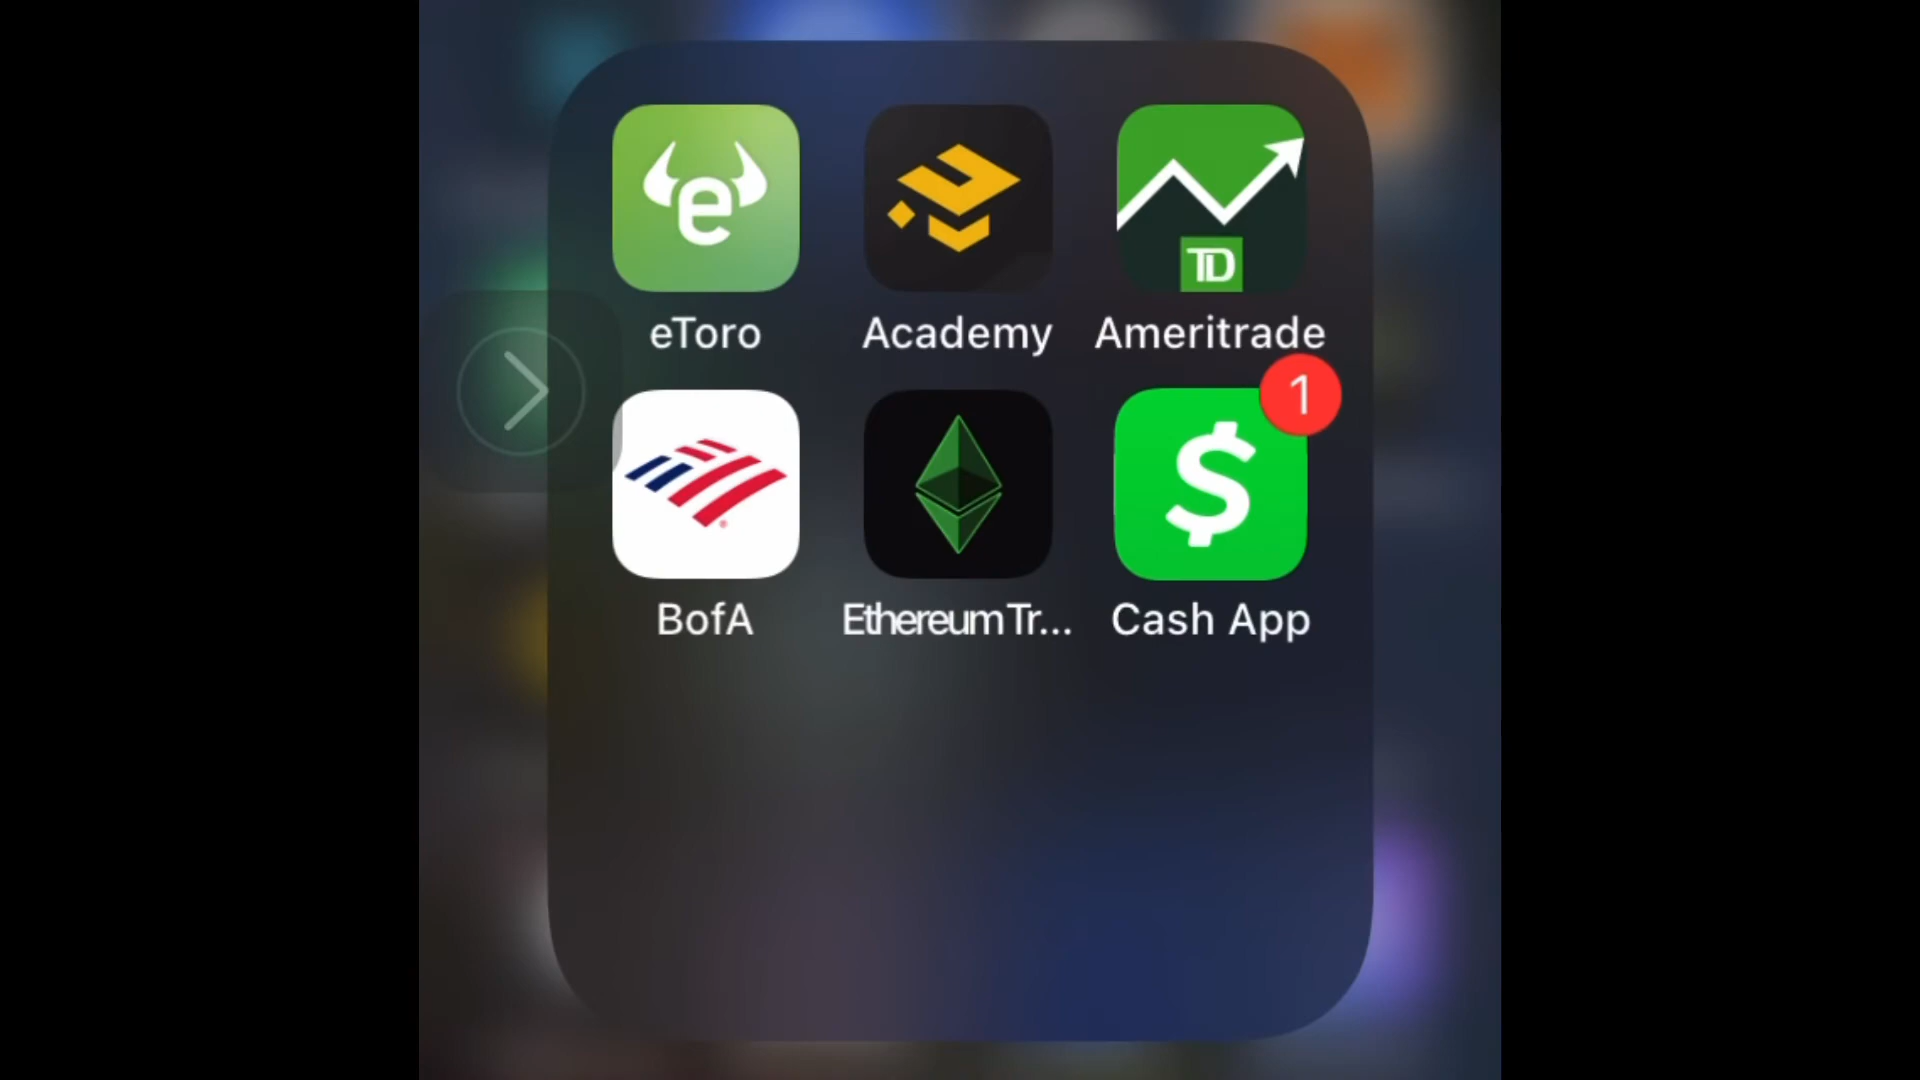 e
TD
eToro
Academy
Ameritrade
1
$
BofA
EthereumTr...
Cash App